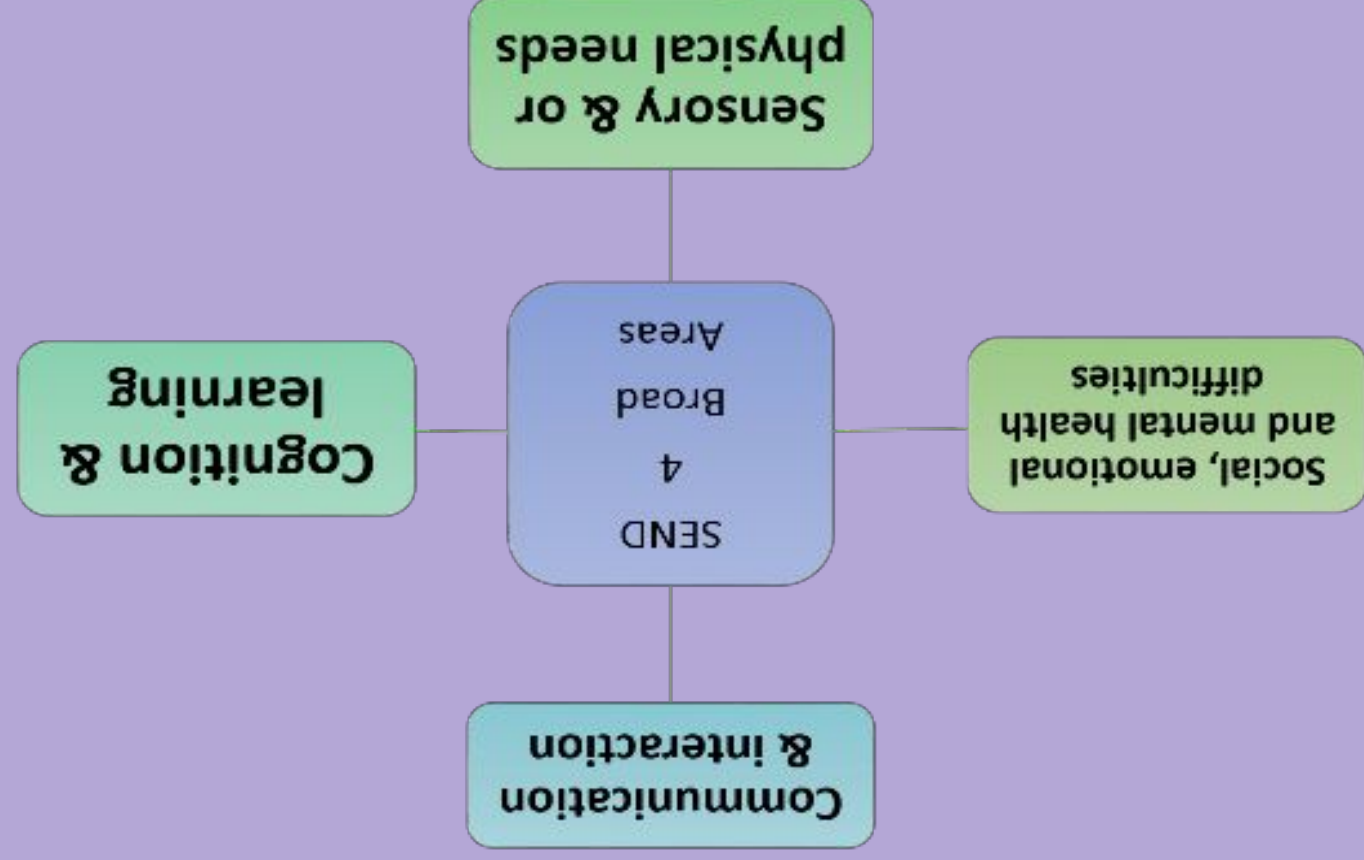 Communication
& interaction
Social, emotional
and mental health
difficulties
SEND
4
Broad
Areas
Cognition &
learning
Sensory & or
physical needs